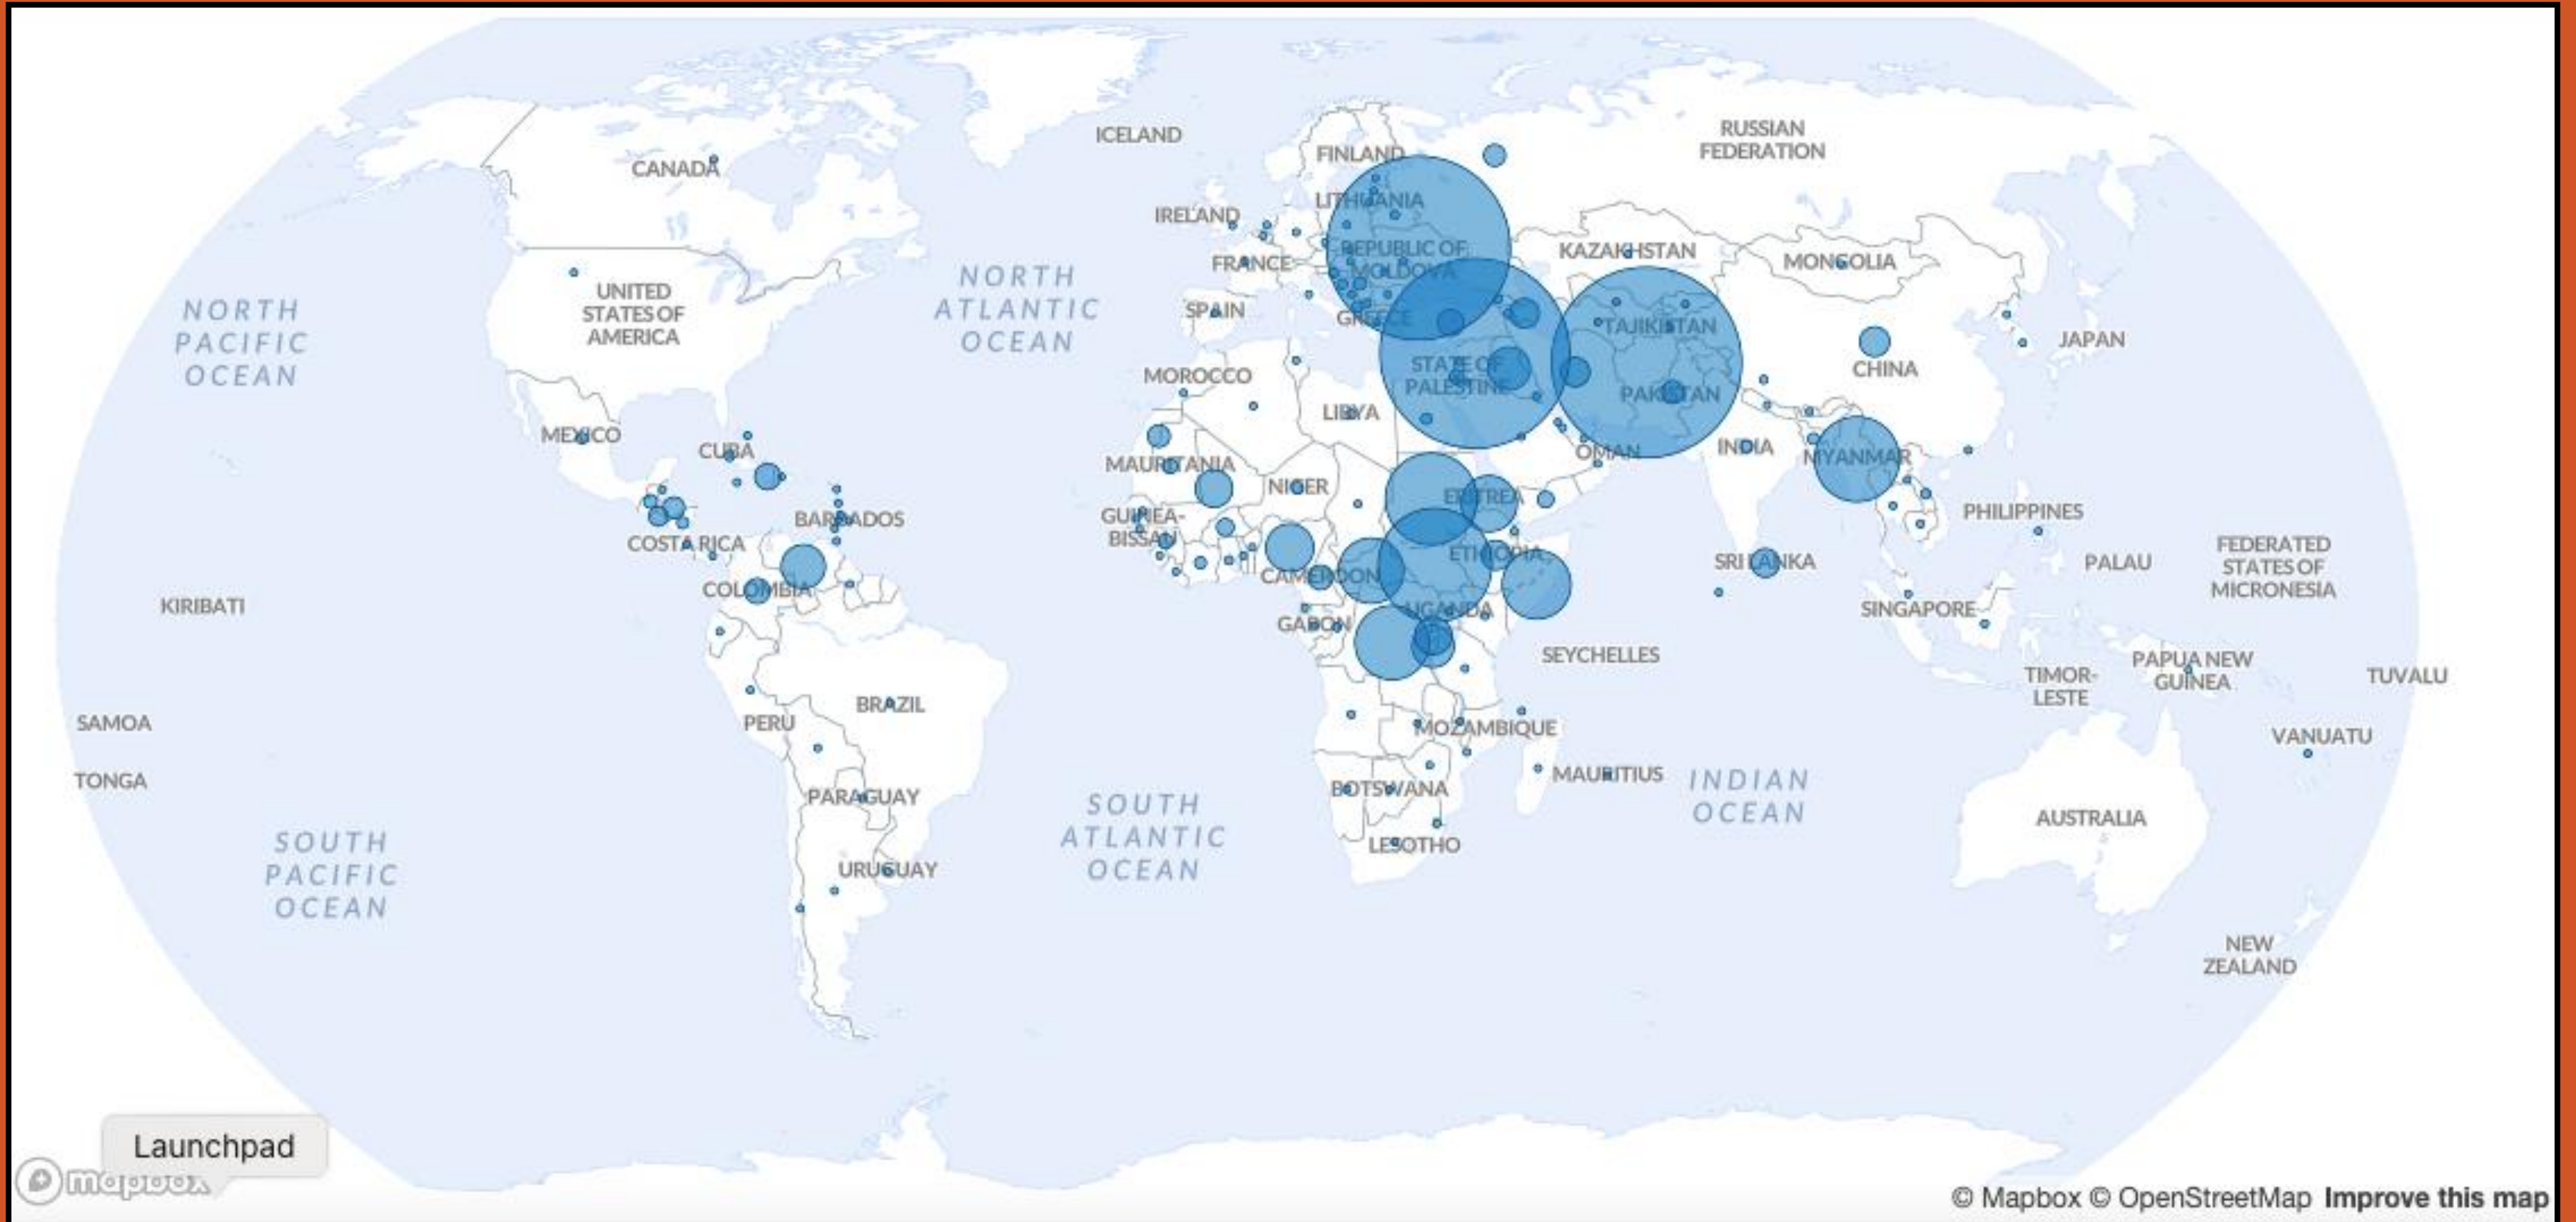 ICELAND
RUSSIAN
FEDERATION
CANADA
FINLAND
LITHUANIA
IRELAND
REPUBLIC OF
MOLDOVA
KAZAKHSTAN
MONGOLIA
FRANCE
NORTH
ATLANTIC
OCEAN
NORTH
PACIFIC
OCEAN
UNITED
STATES OF
AMERICA
SPAIN
GREECE
TAJIKISTAN
JAPAN
STATE OF
PALESTINE
CHINA
MOROCCO
PAKISTAN
LIBYA
MEXICO
CUBA
INDIA
OMAN
MYANMAR
MAURITANIA
NIGER
ERITREA
BARBADOS
GUINEA-
BISSAU
PHILIPPINES
COSTA RICA
ETHIOPIA
SRI LANKA
PALAU
FEDERATED
STATES OF
MICRONESIA
CAMEROON
COLOMBIA
KIRIBATI
UGANDA
SINGAPORE
GABON
SEYCHELLES
PAPUA NEW
GUINEA
TIMOR-
LESTE
TUVALU
BRAZIL
SAMOA
PERU
MOZAMBIQUE
VANUATU
TONGA
MAURITIUS
INDIAN
OCEAN
BOTSWANA
PARAGUAY
SOUTH
ATLANTIC
OCEAN
AUSTRALIA
SOUTH
PACIFIC
OCEAN
LESOTHO
URUGUAY
NEW
ZEALAND
Launchpad
mapbox
© Mapbox © OpenStreetMap Improve this map